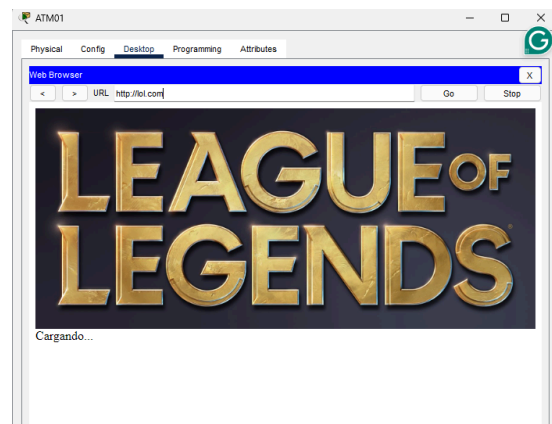 ATM01
Physical Config Desktop Programming Attributes
G
Web Browser X
< > URL http://lol.com Go Stop
LEAGUE OF
LEGENDS
Cargando...